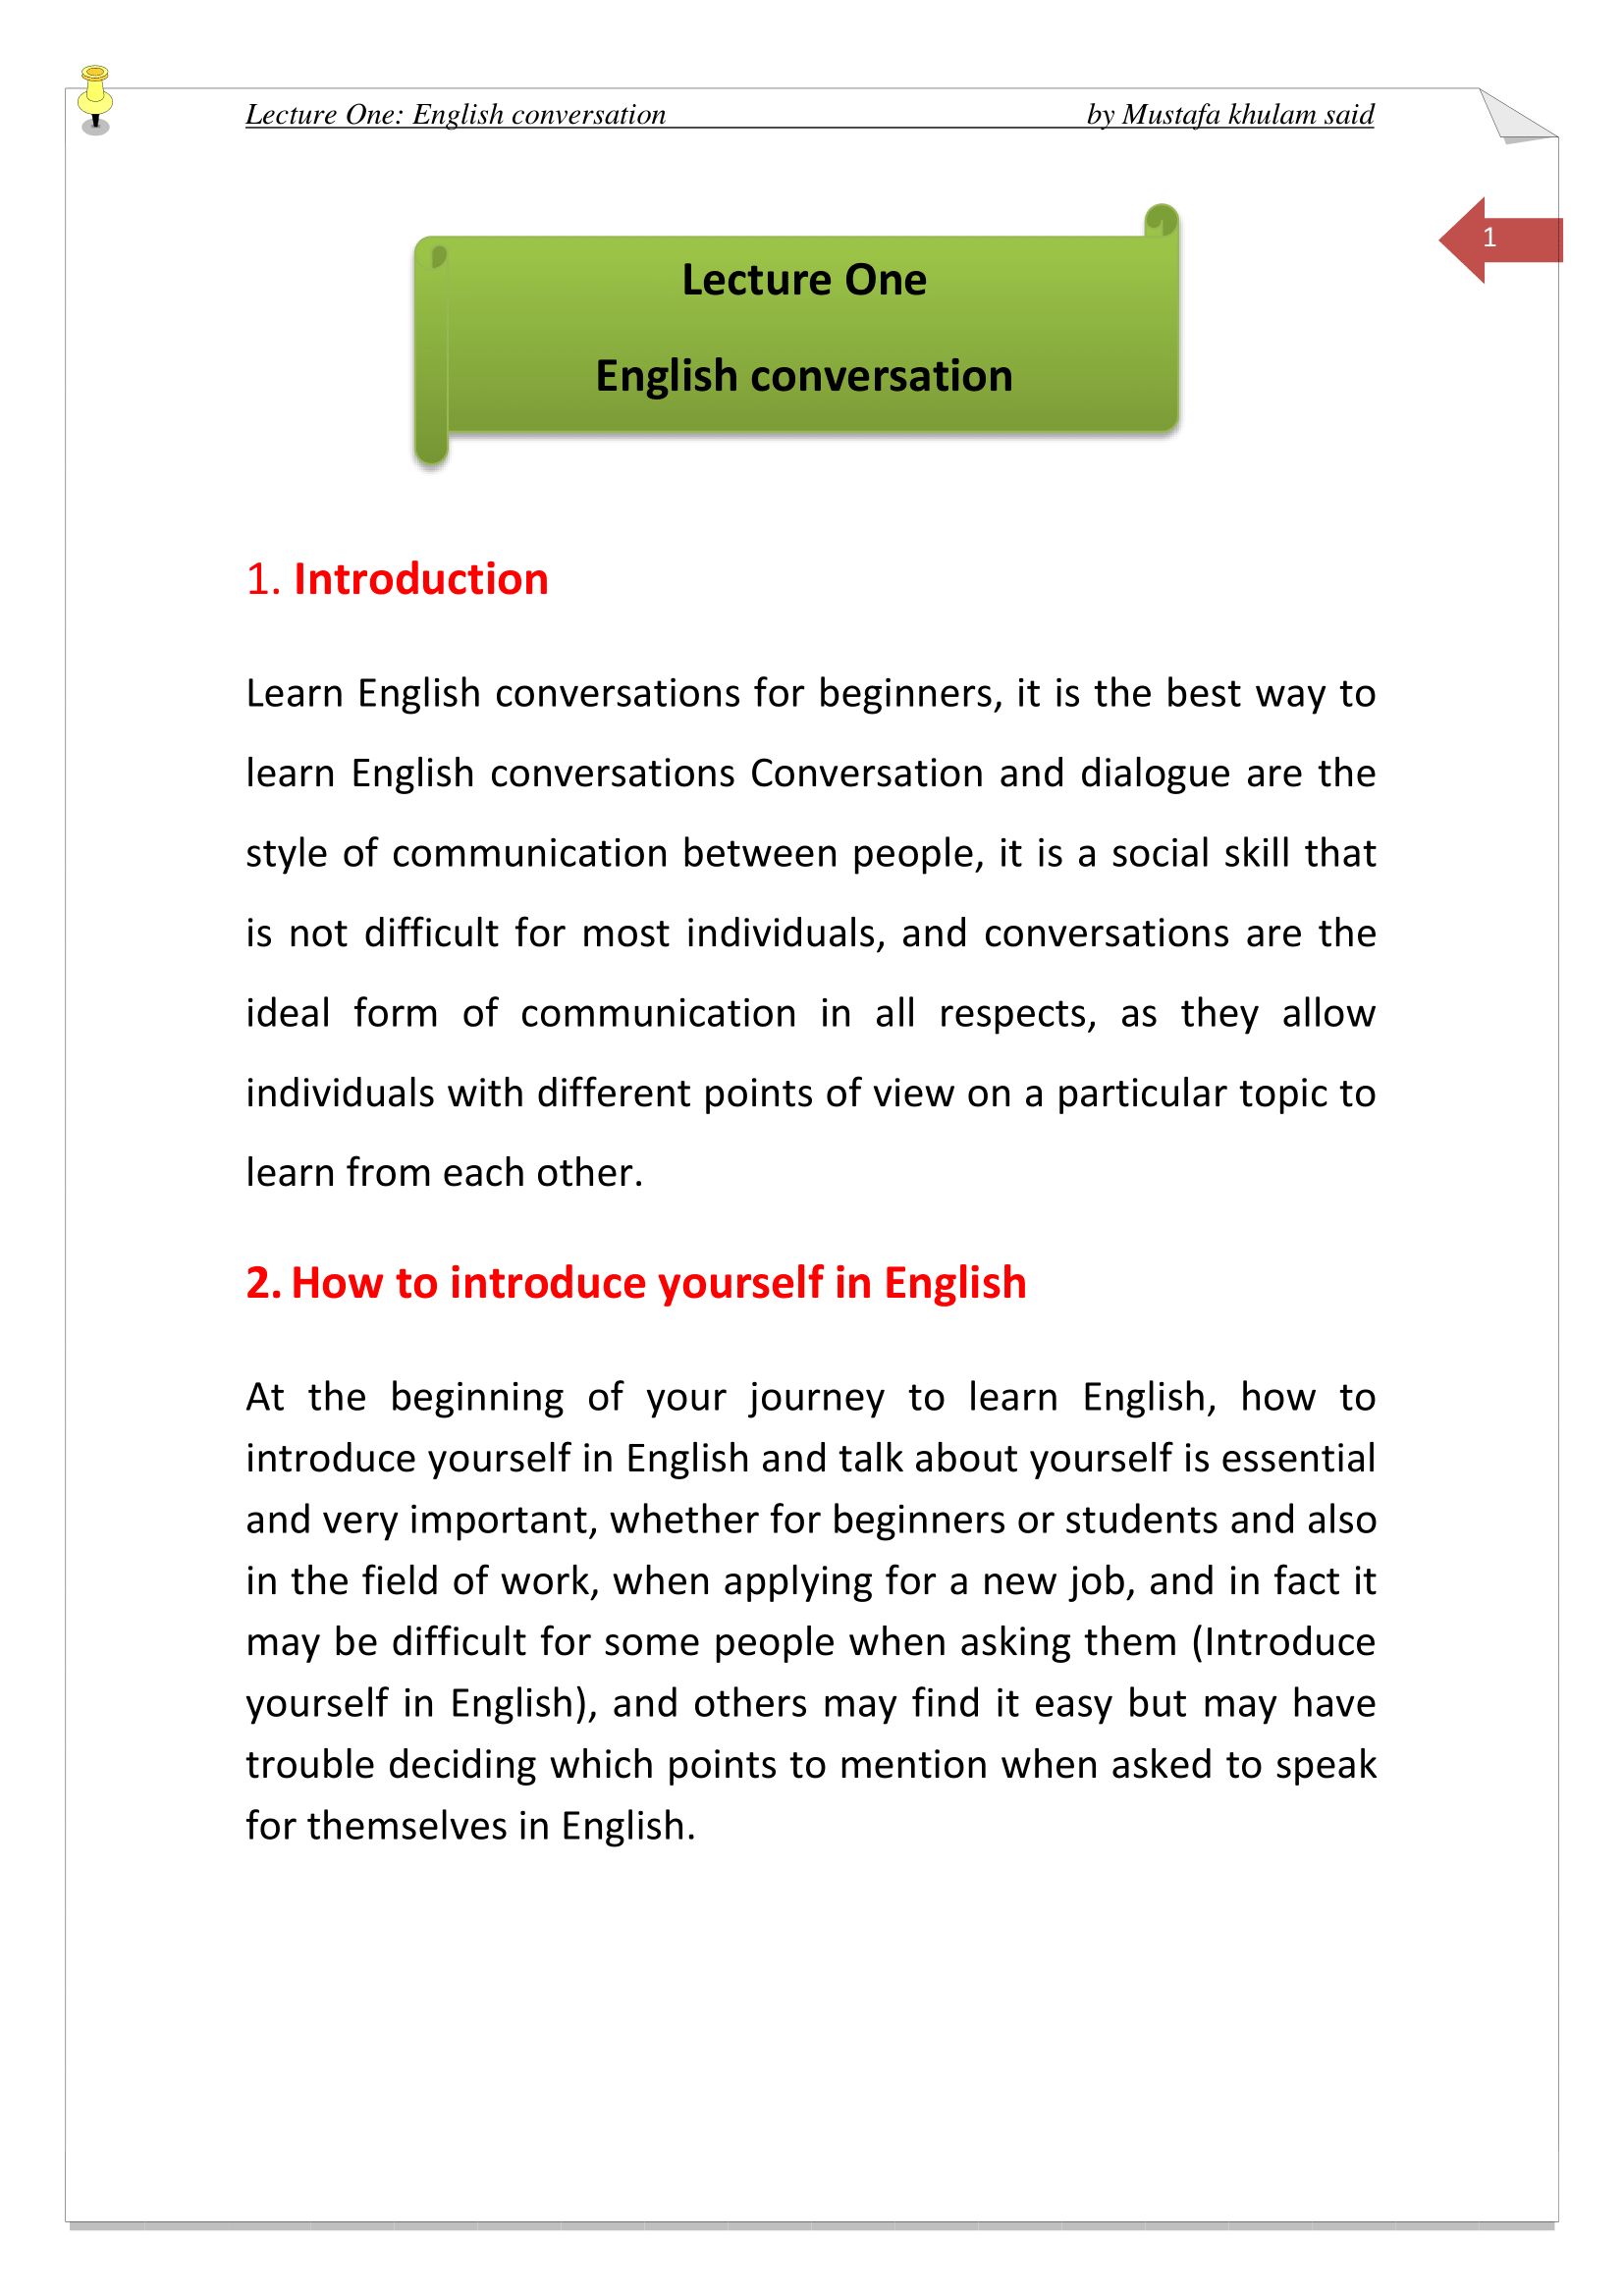 Lecture One: English conversation by Mustafa khulam said
1
Lecture One
English conversation
1. Introduction
Learn English conversations for beginners, it is the best way to
learn English conversations Conversation and dialogue are the
style of communication between people, it is a social skill that
is not difficult for most individuals, and conversations are the
ideal form of communication in all respects, as they allow
individuals with different points of view on a particular topic to
learn from each other.
2. How to introduce yourself in English
At the beginning of your journey to learn English, how to
introduce yourself in English and talk about yourself is essential
and very important, whether for beginners or students and also
in the field of work, when applying for a new job, and in fact it
may be difficult for some people when asking them (Introduce
yourself in English), and others may find it easy but may have
trouble deciding which points to mention when asked to speak
for themselves in English.